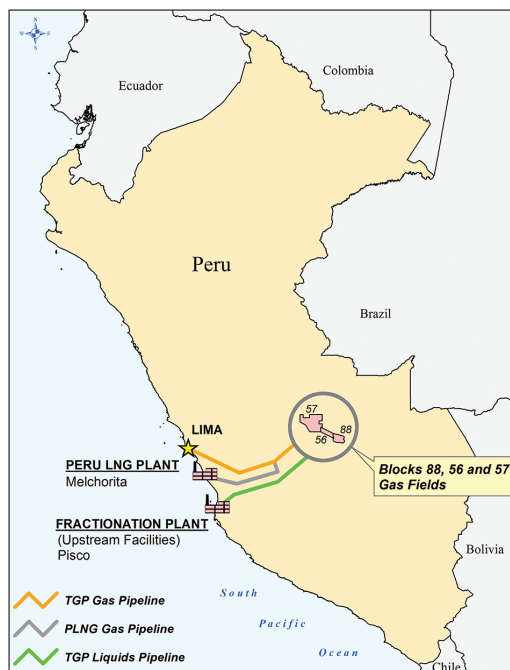 N
W
E
S
Colombia
Ecuador
Peru
Brazil
57
88
56
LIMA
PERU LNG PLANT
Melchorita
Blocks 88, 56 and 57
Gas Fields
FRACTIONATION PLANT
(Upstream Facilities)
Pisco
Bolivia
South
Pacific
Ocean
TGP Gas Pipeline
PLNG Gas Pipeline
TGP Liquids Pipeline
Chile